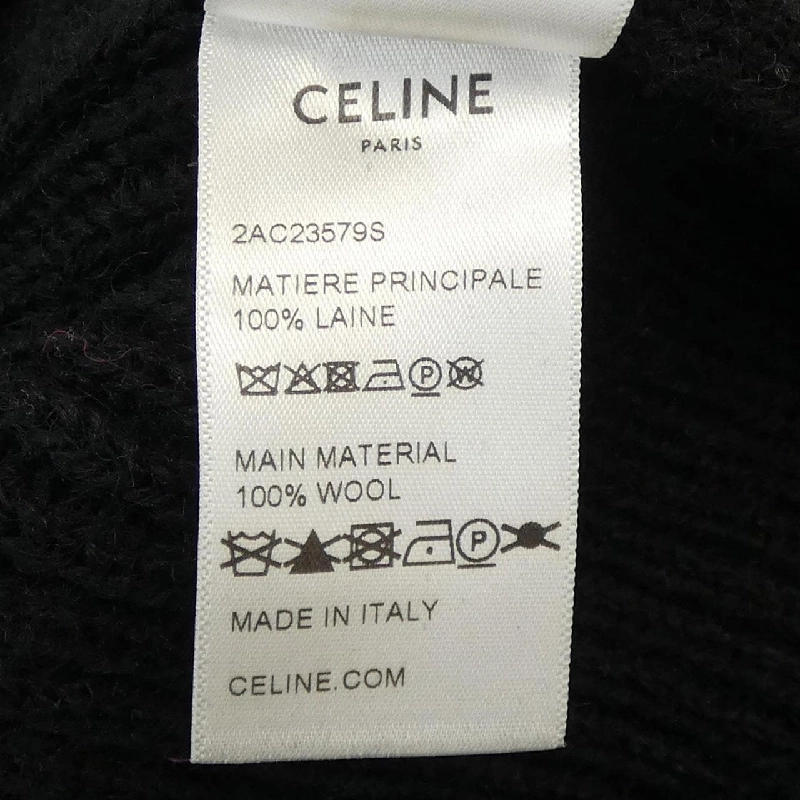 CELINE
PARIS
2AC23579S
MATIERE PRINCIPALE
100% LAINE
P W
MAIN MATERIAL
100% WOOL
P
MADE IN ITALY
CELINE.COM